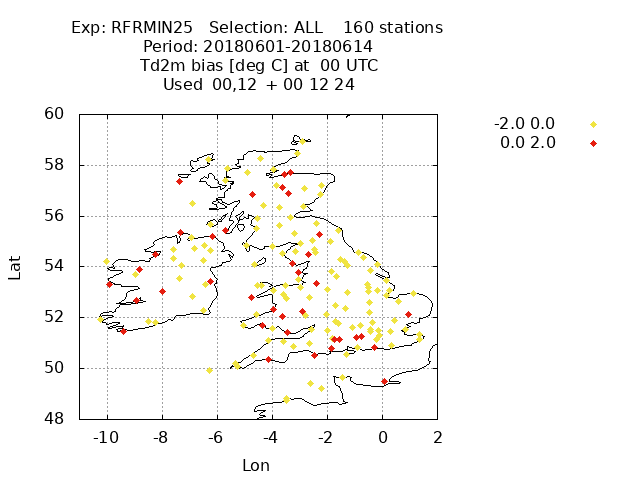 Exp: RFRMIN25 Selection: ALL 160 stations
Period: 20180601-20180614
Td2m bias [deg C] at 00 UTC
Used 00,12 + 00 12 24
-2.0 0.0
0.0 2.0
60
58
56
54
52
50
48
Lat
-10 -8 -6 -4 -2 0 2
Lon